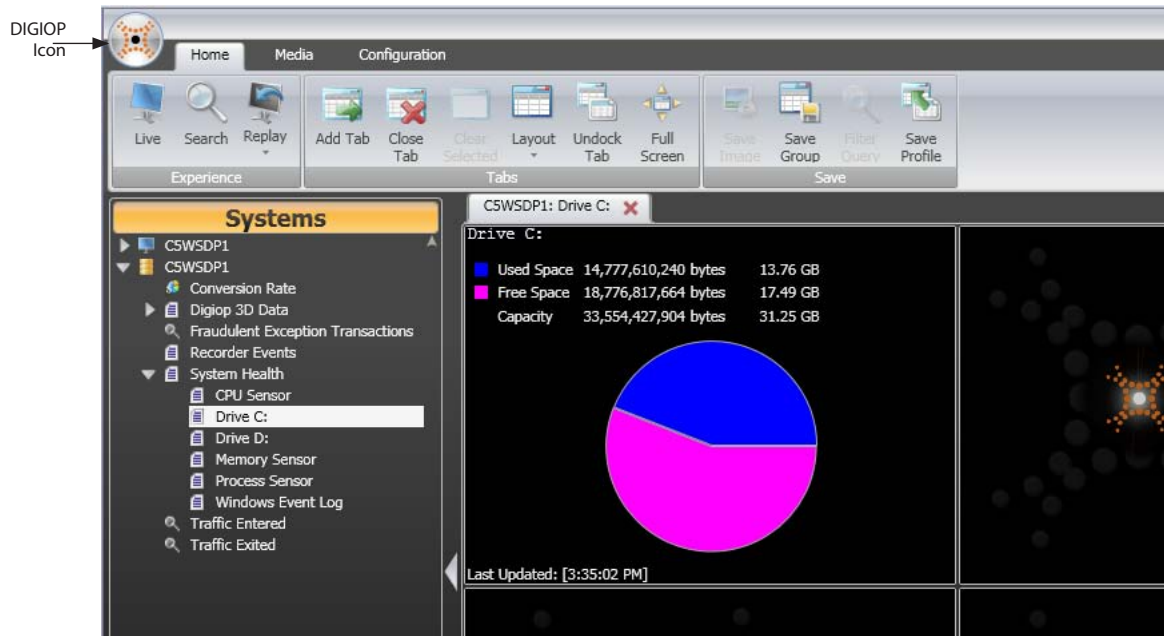 DIGIOP
Icon
Home Media Configuration
Live Search Replay Add Tab Close Tab Clear Selected Layout Undock Tab Full Screen Save Image Save Group Filter Query Save Profile
Experience Tabs Save
Systems
C5WSDP1
C5WSDP1
Conversion Rate
Digiop 3D Data
Fraudulent Exception Transactions
Recorder Events
System Health
CPU Sensor
Drive C:
Drive D:
Memory Sensor
Process Sensor
Windows Event Log
Traffic Entered
Traffic Exited
C5WSDP1: Drive C:
Drive C:
Used Space 14,777,610,240 bytes 13.76 GB
Free Space 18,776,817,664 bytes 17.49 GB
Capacity 33,554,427,904 bytes 31.25 GB
Last Updated: [3:35:02 PM]